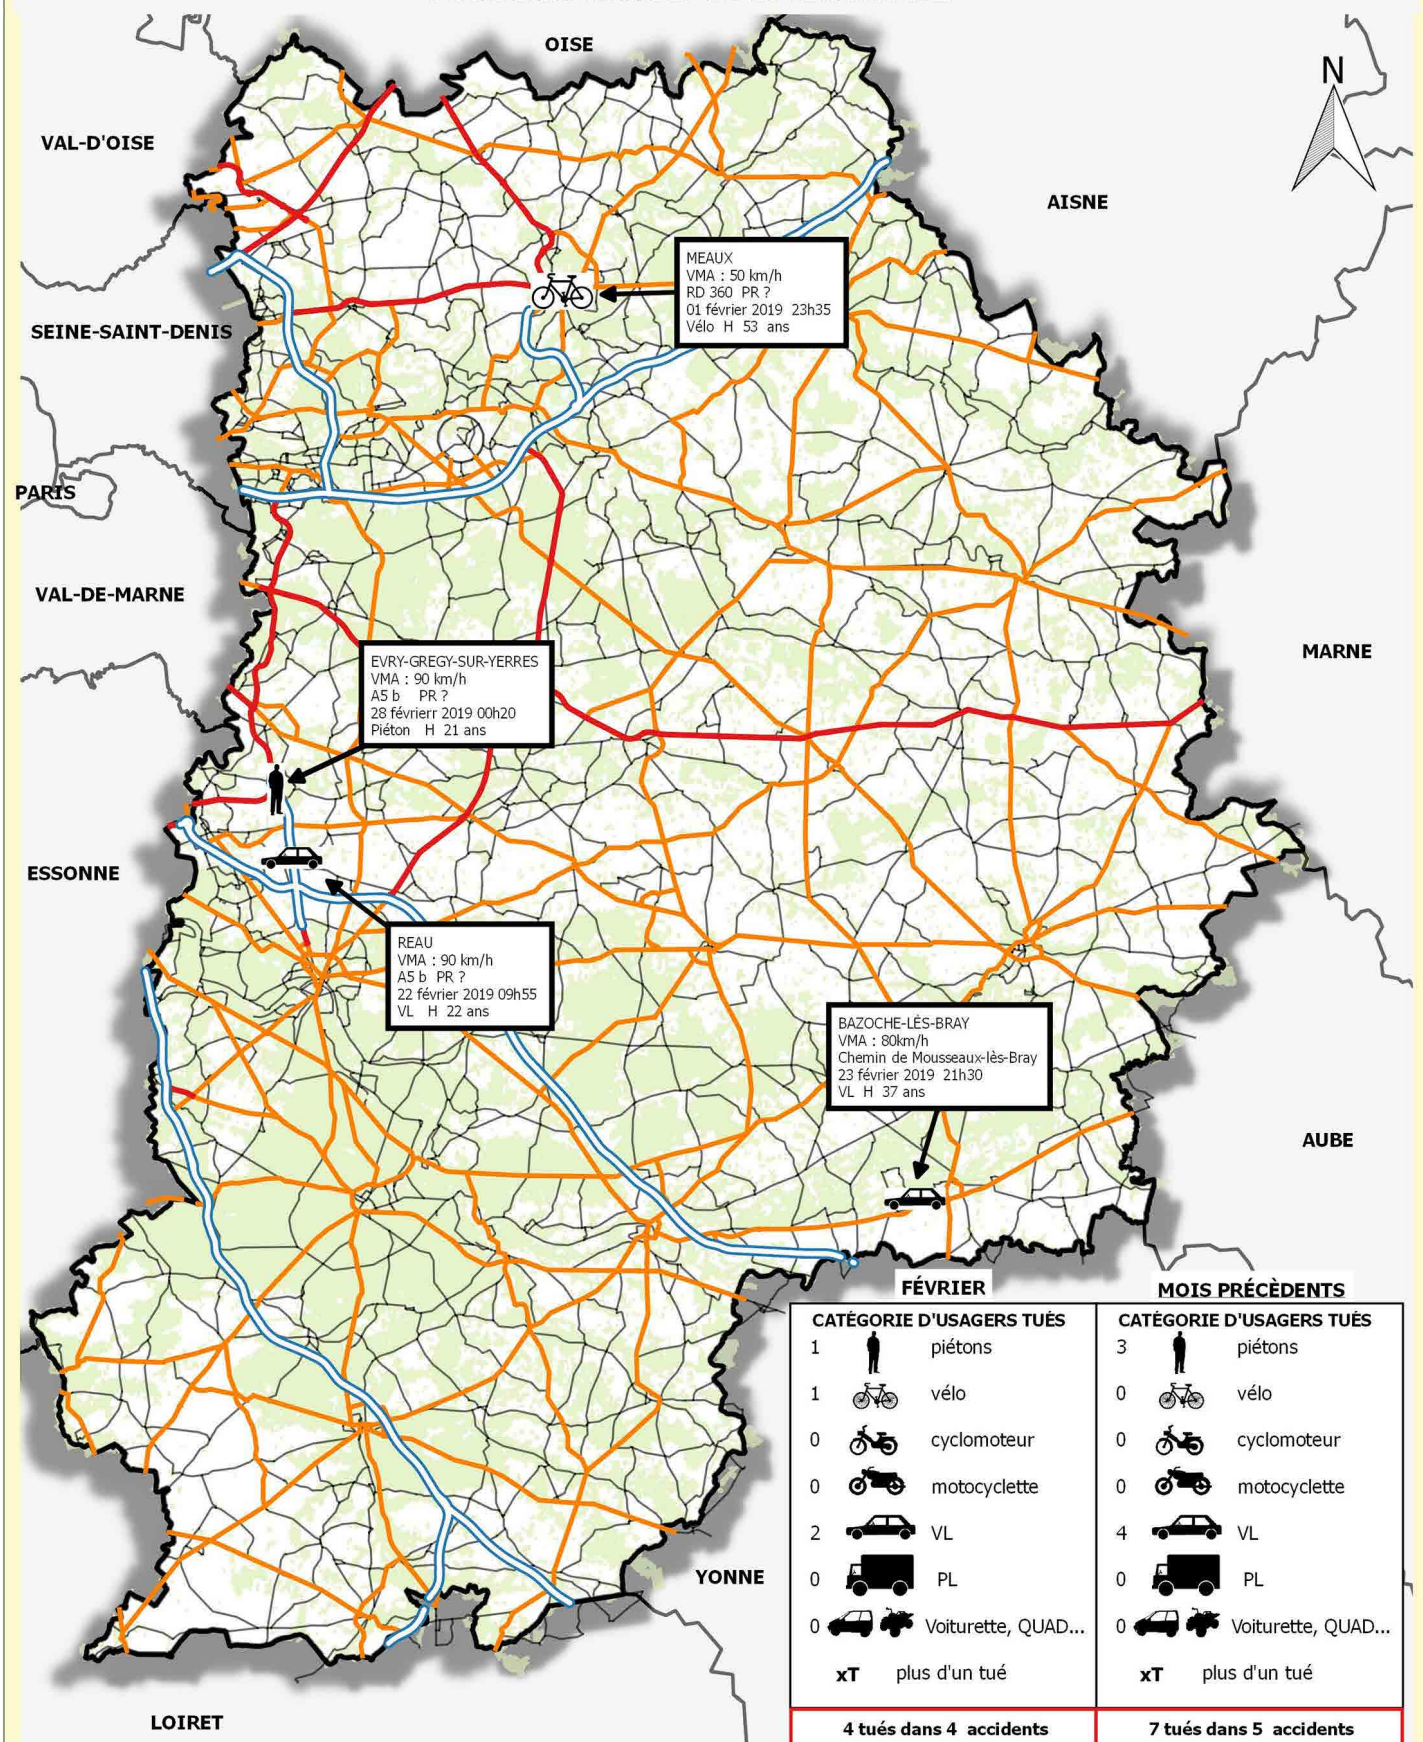 OISE
N
VAL-D'OISE
AISNE
MEAUX
VMA : 50 km/h
RD 360 PR ?
01 février 2019 23h35
Vélo H 53 ans
SEINE-SAINT-DENIS
PARIS
VAL-DE-MARNE
MARNE
EVRY-GREGY-SUR-YERRES
VMA : 90 km/h
A5 b PR ?
28 févrierr 2019 00h20
Piéton H 21 ans
ESSONNE
REAU
VMA : 90 km/h
A5 b PR ?
22 février 2019 09h55
VL H 22 ans
BAZOCHE-LÈS-BRAY
VMA : 80km/h
Chemin de Mousseaux-lès-Bray
23 février 2019 21h30
VL H 37 ans
AUBE
YONNE
LOIRET
FÉVRIER
CATÉGORIE D'USAGERS TUÉS
1 piétons
1 vélo
0 cyclomoteur
0 motocyclette
2 VL
0 PL
0 Voiturette, QUAD...
xT plus d'un tué
4 tués dans 4 accidents
MOIS PRÉCÈDENTS
CATÉGORIE D'USAGERS TUÉS
3 piétons
0 vélo
0 cyclomoteur
0 motocyclette
4 VL
0 PL
0 Voiturette, QUAD...
xT plus d'un tué
7 tués dans 5 accidents